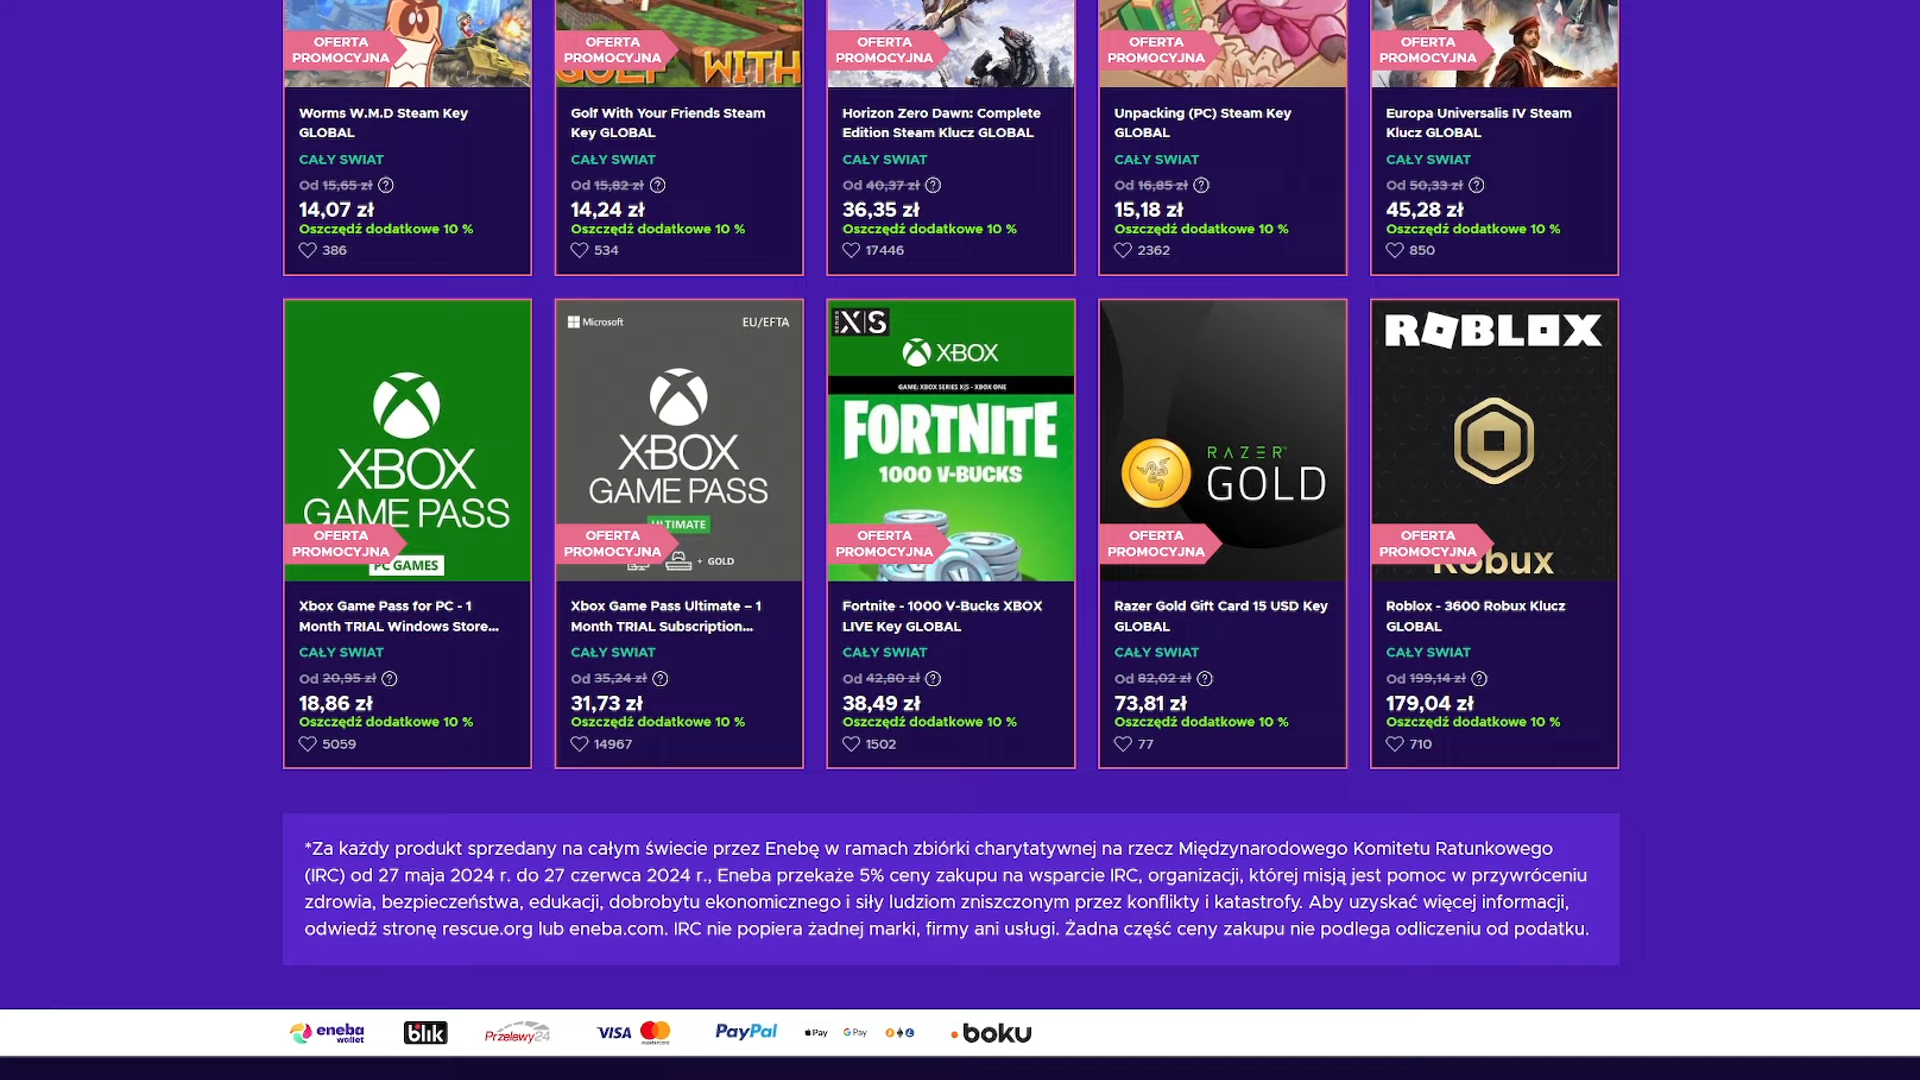 OFERTA
PROMOCYJNA
OFERTA
PROMOCYJNA
GOLF WITH
OFERTA
PROMOCYJNA
OFERTA
PROMOCYJNA
OFERTA
PROMOCYJNA
Worms W.M.D Steam Key
GLOBAL
CAŁY SWIAT
Od 15,65 zł ?
14,07 zł
Oszczędź dodatkowe 10 %
386
Golf With Your Friends Steam
Key GLOBAL
CAŁY SWIAT
Od 15,82 zł ?
14,24 zł
Oszczędź dodatkowe 10 %
534
Horizon Zero Dawn: Complete
Edition Steam Klucz GLOBAL
CAŁY SWIAT
Od 40,37 zł ?
36,35 zł
Oszczędź dodatkowe 10 %
17446
Unpacking (PC) Steam Key
GLOBAL
CAŁY SWIAT
Od 16,85 zł ?
15,18 zł
Oszczędź dodatkowe 10 %
2362
Europa Universalis IV Steam
Klucz GLOBAL
CAŁY SWIAT
Od 50,33 zł ?
45,28 zł
Oszczędź dodatkowe 10 %
850
XBOX
GAME PASS
OFERTA
PROMOCYJNA
PC GAMES
Xbox Game Pass for PC - 1
Month TRIAL Windows Store...
CAŁY SWIAT
Od 20,95 zł ?
18,86 zł
Oszczędź dodatkowe 10 %
5059
Microsoft EU/EFTA
XBOX
GAME PASS
ULTIMATE
OFERTA
PROMOCYJNA
+ GOLD
Xbox Game Pass Ultimate – 1
Month TRIAL Subscription...
CAŁY SWIAT
Od 35,24 zł ?
31,73 zł
Oszczędź dodatkowe 10 %
14967
SERIES X|S
XBOX
GAME: XBOX SERIES X|S - XBOX ONE
FORTNITE
1000 V-BUCKS
OFERTA
PROMOCYJNA
Fortnite - 1000 V-Bucks XBOX
LIVE Key GLOBAL
CAŁY SWIAT
Od 42,80 zł ?
38,49 zł
Oszczędź dodatkowe 10 %
1502
RAZER
GOLD
OFERTA
PROMOCYJNA
Razer Gold Gift Card 15 USD Key
GLOBAL
CAŁY SWIAT
Od 82,02 zł ?
73,81 zł
Oszczędź dodatkowe 10 %
77
ROBLOX
OFERTA
PROMOCYJNA
Robux
Roblox - 3600 Robux Klucz
GLOBAL
CAŁY SWIAT
Od 199,14 zł ?
179,04 zł
Oszczędź dodatkowe 10 %
710
*Za każdy produkt sprzedany na całym świecie przez Enebę w ramach zbiórki charytatywnej na rzecz Międzynarodowego Komitetu Ratunkowego
(IRC) od 27 maja 2024 r. do 27 czerwca 2024 r., Eneba przekaże 5% ceny zakupu na wsparcie IRC, organizacji, której misją jest pomoc w przywróceniu
zdrowia, bezpieczeństwa, edukacji, dobrobytu ekonomicznego i siły ludziom zniszczonym przez konflikty i katastrofy. Aby uzyskać więcej informacji,
odwiedź stronę rescue.org lub eneba.com. IRC nie popiera żadnej marki, firmy ani usługi. Żadna część ceny zakupu nie podlega odliczeniu od podatku.
eneba wallet blik Przelewy24 VISA mastercard PayPal Pay G Pay boku